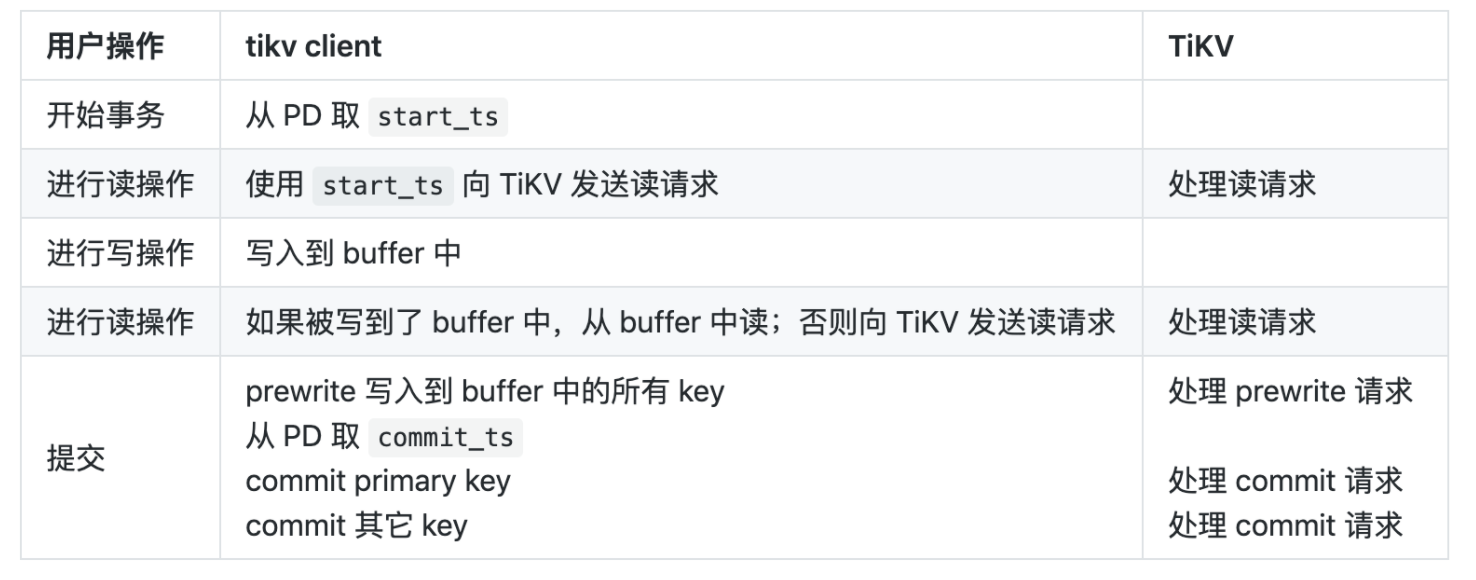 用户操作 tikv client TiKV
开始事务 从 PD 取 start_ts
进行读操作 使用 start_ts 向 TiKV 发送读请求 处理读请求
进行写操作 写入到 buffer 中
进行读操作 如果被写到了 buffer 中，从 buffer 中读；否则向 TiKV 发送读请求 处理读请求
提交
prewrite 写入到 buffer 中的所有 key 处理 prewrite 请求
从 PD 取 commit_ts
commit primary key 处理 commit 请求
commit 其它 key 处理 commit 请求